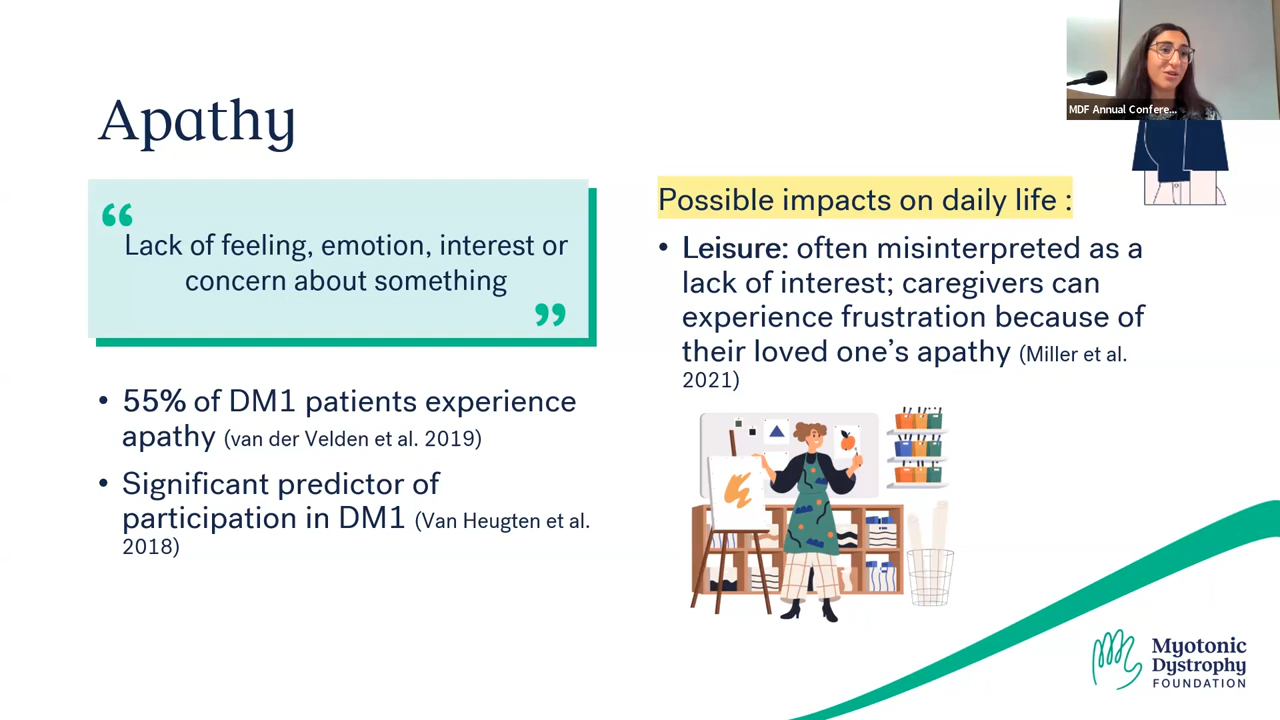 MDF Annual Confere...
Apathy
“
Lack of feeling, emotion, interest or
concern about something
”
• 55% of DM1 patients experience
apathy (van der Velden et al. 2019)
• Significant predictor of
participation in DM1 (Van Heugten et al.
2018)
Possible impacts on daily life :
• Leisure: often misinterpreted as a
lack of interest; caregivers can
experience frustration because of
their loved one’s apathy (Miller et al.
2021)
Myotonic
Dystrophy
FOUNDATION